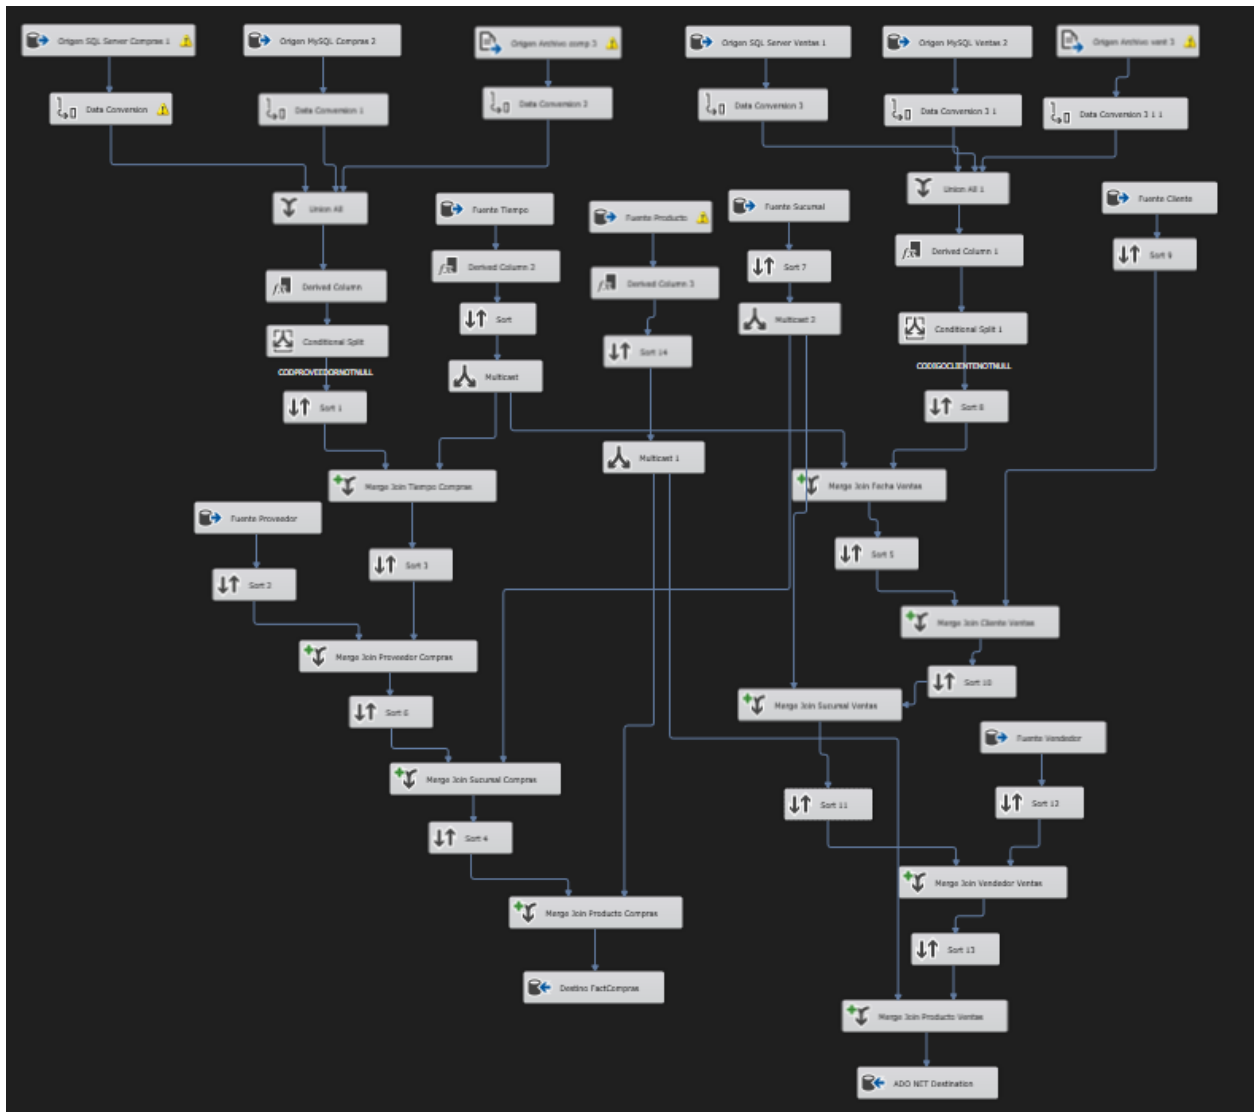 Origen SQL Server Compras 1
Origen MySQL Compras 2
Origen Archivo comp 3
Origen SQL Server Ventas 1
Origen MySQL Ventas 2
Origen Archivo vent 3
Data Conversion
Data Conversion 1
Data Conversion 2
Data Conversion 3
Data Conversion 3 1
Data Conversion 3 1 1
Union All
Fuente Tiempo
Fuente Producto
Fuente Sucursal
Union All 1
Fuente Cliente
Derived Column
Derived Column 2
Derived Column 3
Sort 7
Derived Column 1
Sort 9
Conditional Split
Sort
Sort 14
Multicast 2
Conditional Split 1
CODPROVEEDORNOTNULL
Multicast
CODIGOCLIENTENOTNULL
Sort 1
Sort 8
Multicast 1
Merge Join Tiempo Compras
Merge Join Fecha Ventas
Fuente Proveedor
Sort 3
Sort 5
Sort 2
Merge Join Cliente Ventas
Merge Join Proveedor Compras
Sort 10
Sort 6
Merge Join Sucursal Ventas
Fuente Vendedor
Merge Join Sucursal Compras
Sort 11
Sort 12
Sort 4
Merge Join Vendedor Ventas
Merge Join Producto Compras
Sort 13
Destino FactCompras
Merge Join Producto Ventas
ADO NET Destination